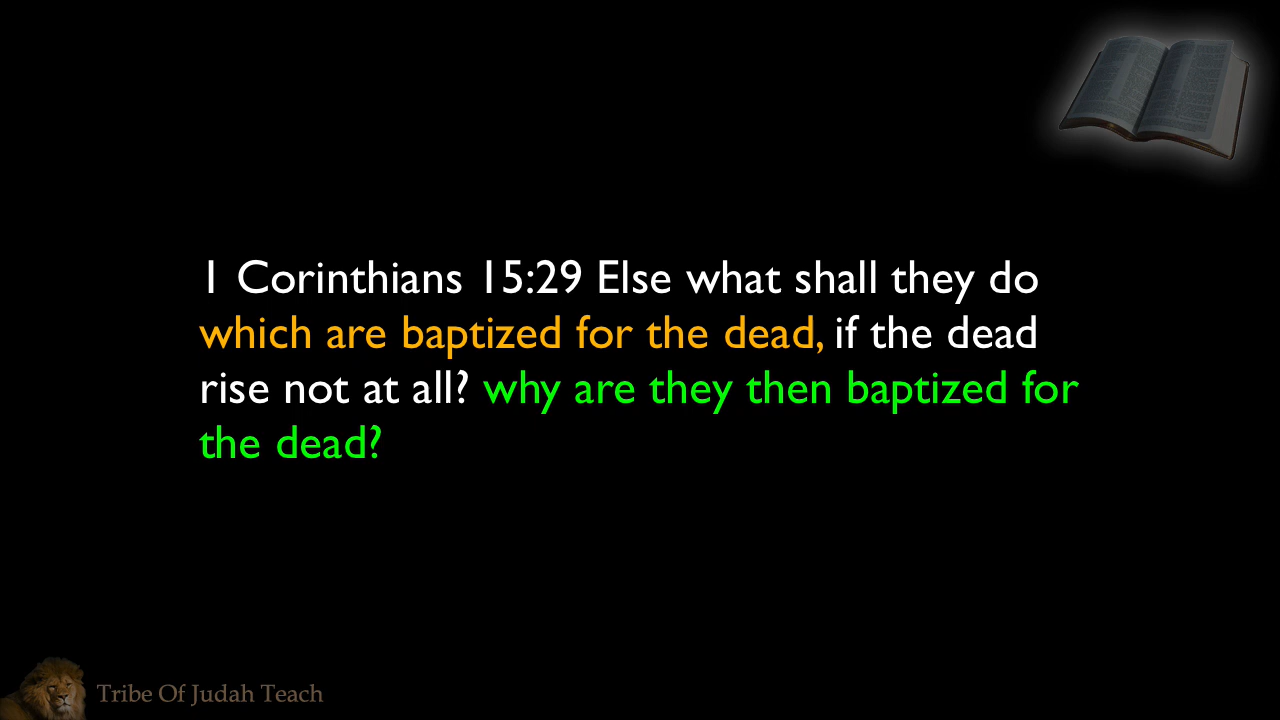 1 Corinthians 15:29 Else what shall they do
which are baptized for the dead, if the dead
rise not at all? why are they then baptized for
the dead?
Tribe Of Judah Teach